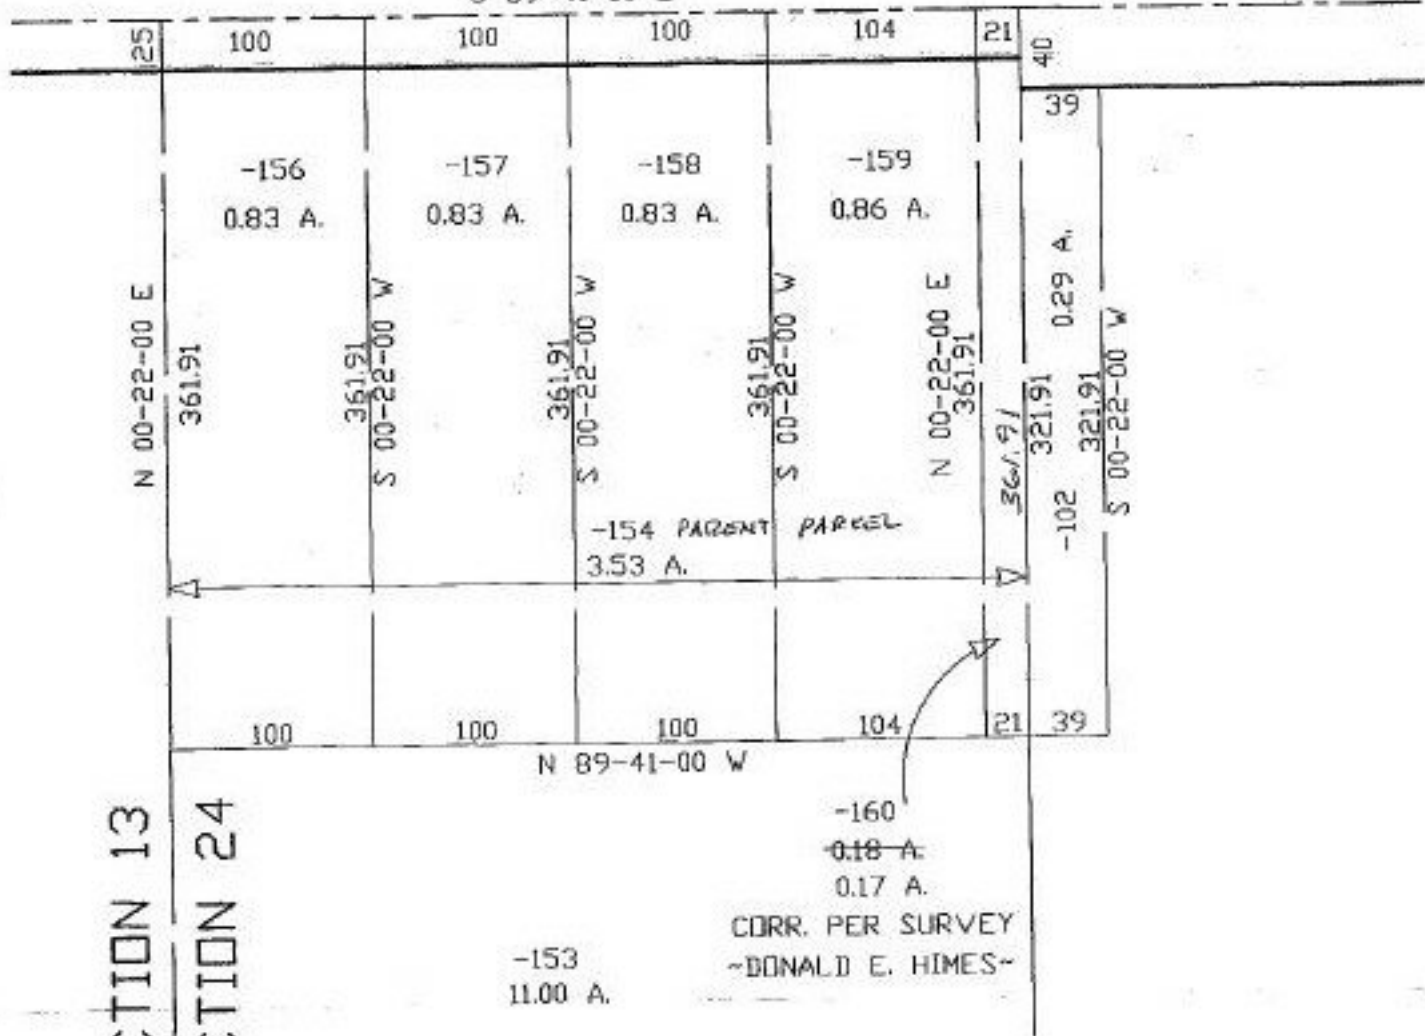 25
100
100
100
104
21
40
39
-156
0.83 A.
-157
0.83 A.
-158
0.83 A.
-159
0.86 A.
N 00-22-00 E
361.91
361.91
S 00-22-00 W
361.91
S 00-22-00 W
361.91
S 00-22-00 W
N 00-22-00 E
361.91
361.91
321.91
0.29 A.
-102
321.91
S 00-22-00 W
-154 PARENT PARKEL
3.53 A.
100
100
100
104
21
39
N 89-41-00 W
-160
0.18 A.
0.17 A.
CORR. PER SURVEY
~DONALD E. HIMES~
-153
11.00 A.
CTION 13
CTION 24